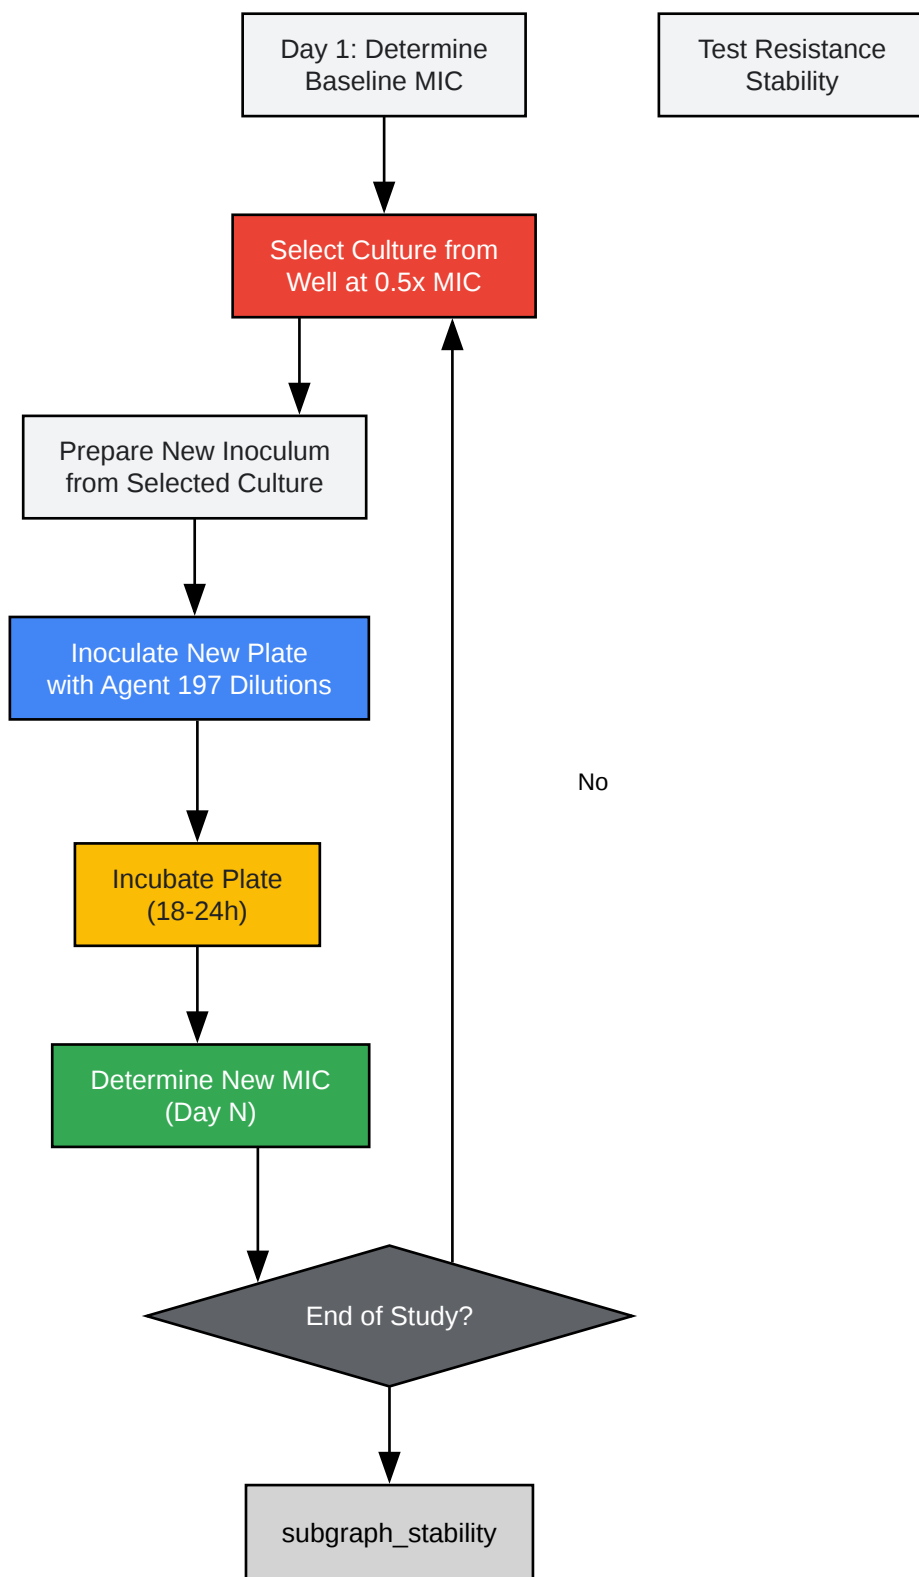 Day 1: Determine
Baseline MIC
Test Resistance
Stability
Select Culture from
Well at 0.5x MIC
Prepare New Inoculum
from Selected Culture
Inoculate New Plate
with Agent 197 Dilutions
No
Incubate Plate
(18-24h)
Determine New MIC
(Day N)
End of Study?
subgraph_stability